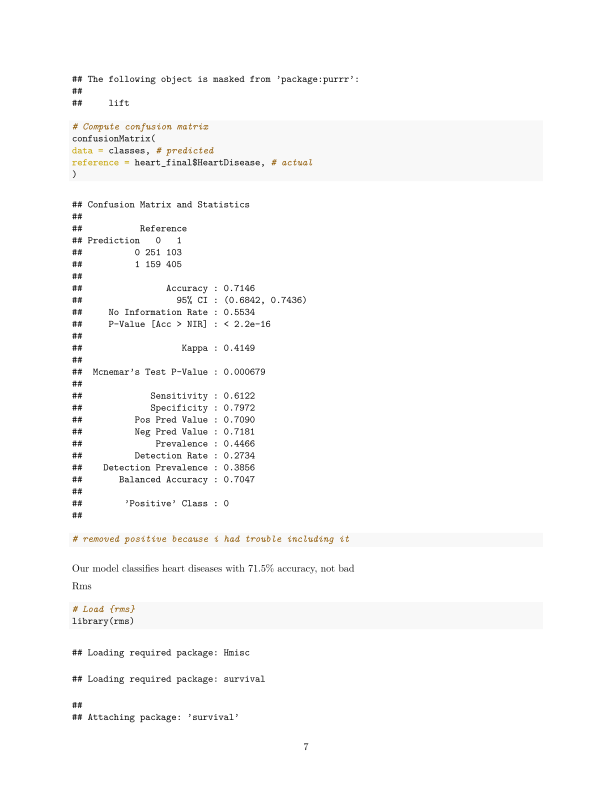 ## The following object is masked from 'package:purrr':
##
##     lift
# Compute confusion matrix
confusionMatrix(
data = classes, # predicted
reference = heart_final$HeartDisease, # actual
)
## Confusion Matrix and Statistics
##
##           Reference
## Prediction   0   1
##          0 251 103
##          1 159 405
##
##                Accuracy : 0.7146
##                  95% CI : (0.6842, 0.7436)
##     No Information Rate : 0.5534
##     P-Value [Acc > NIR] : < 2.2e-16
##
##                   Kappa : 0.4149
##
##  Mcnemar's Test P-Value : 0.000679
##
##             Sensitivity : 0.6122
##             Specificity : 0.7972
##          Pos Pred Value : 0.7090
##          Neg Pred Value : 0.7181
##              Prevalence : 0.4466
##          Detection Rate : 0.2734
##    Detection Prevalence : 0.3856
##       Balanced Accuracy : 0.7047
##
##        'Positive' Class : 0
##
# removed positive because i had trouble including it
Our model classifies heart diseases with 71.5% accuracy, not bad
Rms
# Load {rms}
library(rms)
## Loading required package: Hmisc
## Loading required package: survival
##
## Attaching package: 'survival'
7